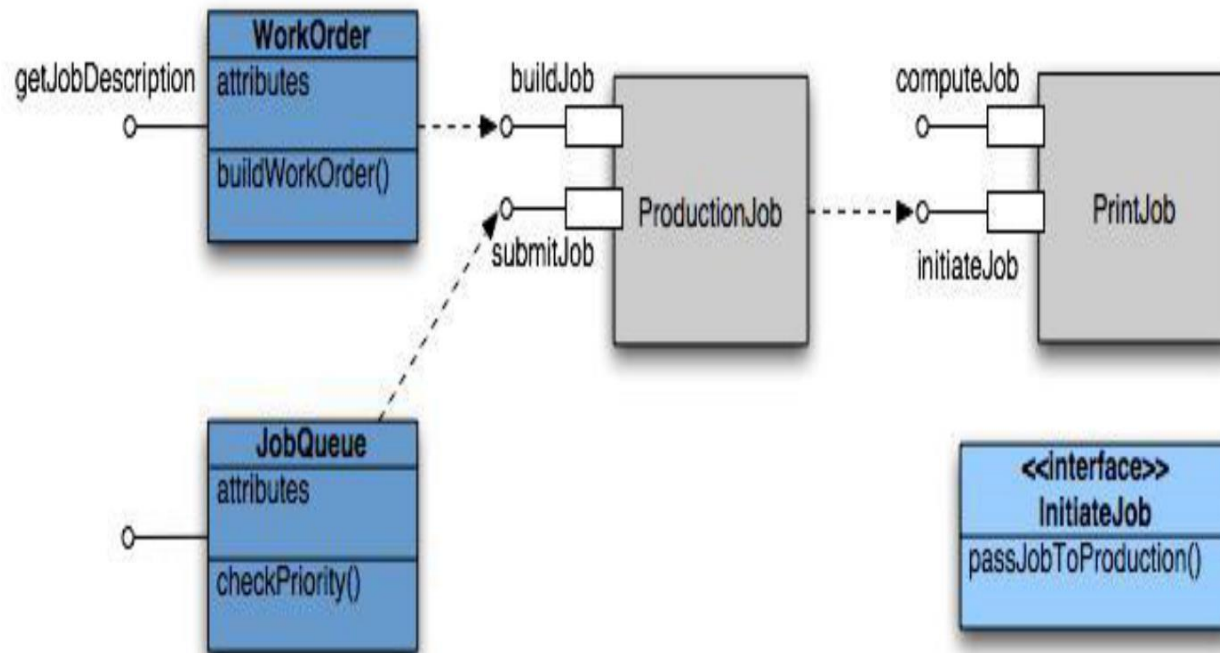 WorkOrder
getJobDescription
attributes
buildWorkOrder()
buildJob
submitJob
ProductionJob
computeJob
initiateJob
PrintJob
JobQueue
attributes
checkPriority()
<<interface>>
InitiateJob
passJobToProduction()